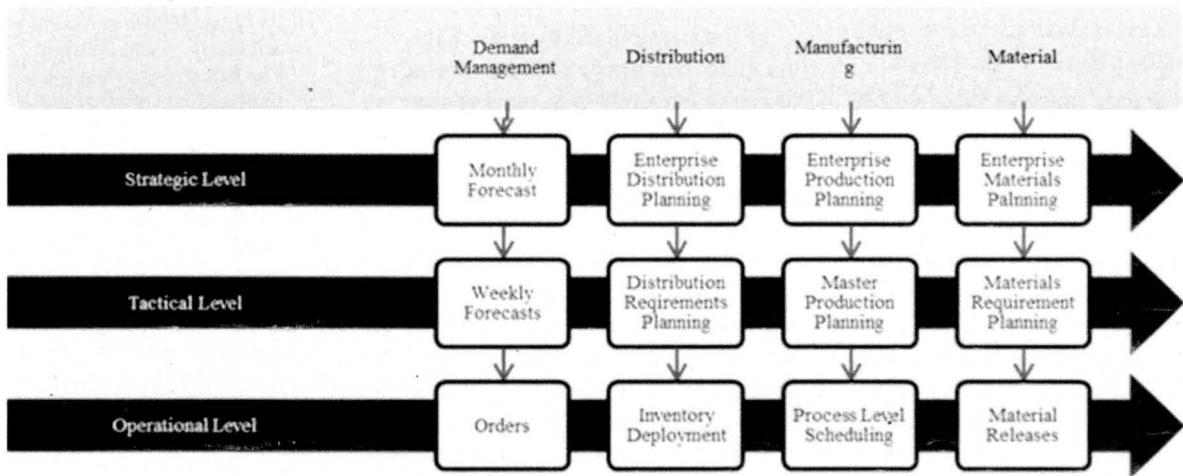 Demand
Management
Distribution
Manufacturin
g
Material
Strategic Level
Monthly
Forecast
Enterprise
Distribution
Planning
Enterprise
Production
Planning
Enterprise
Materials
Palnning
Tactical Level
Weekly
Forecasts
Distribution
Reqirements
Planning
Master
Production
Planning
Materials
Requirement
Planning
Operational Level
Orders
Inventory
Deployment
Process Level
Scheduling
Material
Releases